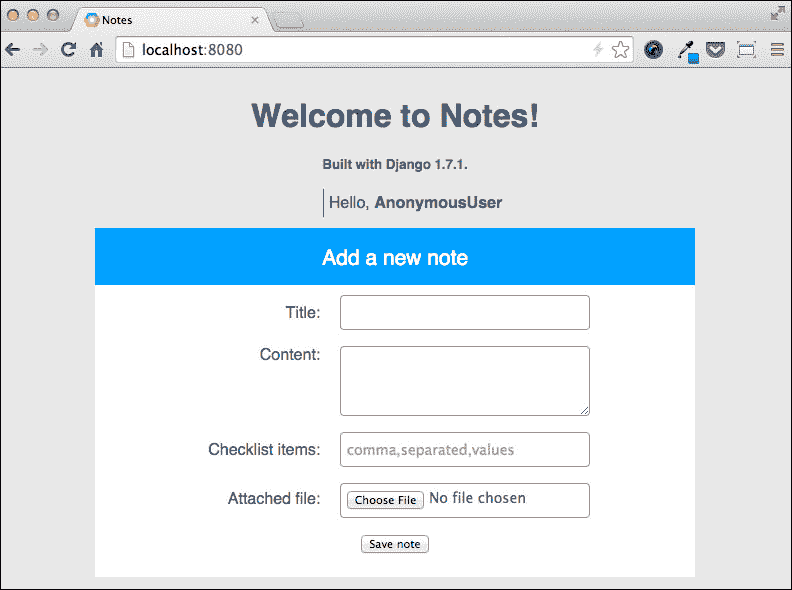 Notes
localhost:8080
Welcome to Notes!
Built with Django 1.7.1.
Hello, AnonymousUser
Add a new note
Title:
Content:
Checklist items: comma,separated,values
Attached file: Choose File No file chosen
Save note